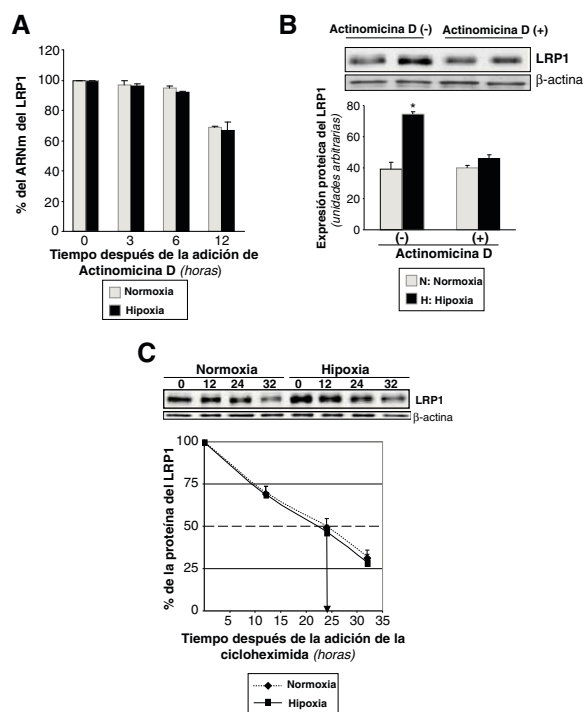 A
% del ARNm del LRP1
120
100
80
60
40
20
0
0 3 6 12
Tiempo después de la adición de
Actinomicina D (horas)
Normoxia
Hipoxia
B
Actinomicina D (-) Actinomicina D (+)
LRP1
β-actina
Expresión proteica del LRP1
(unidades arbitrarias)
80
60
40
20
0
*
(-) (+)
Actinomicina D
N: Normoxia
H: Hipoxia
C
Normoxia Hipoxia
0 12 24 32 0 12 24 32
LRP1
β-actina
% de la proteína del LRP1
100
75
50
25
0
5 10 15 20 25 30 35
Tiempo después de la adición de la
cicloheximida (horas)
Normoxia
Hipoxia